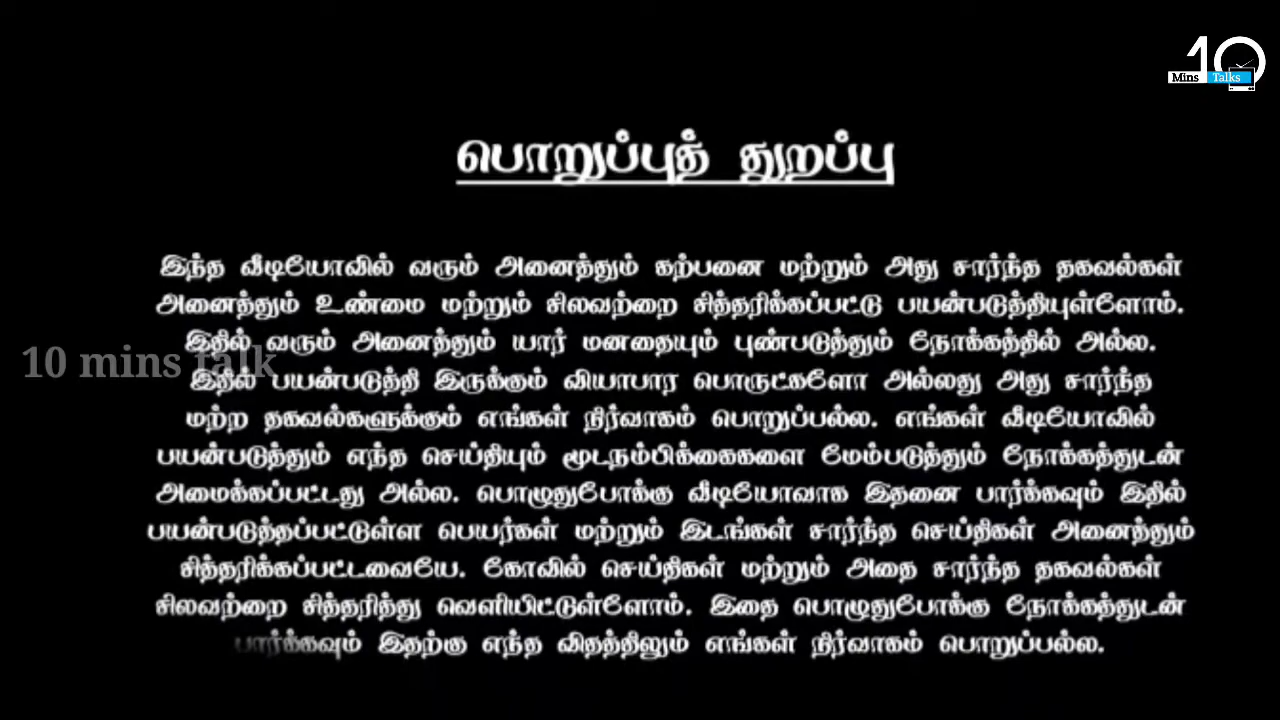 10
Mins Talks
பொறுப்புத் துறப்பு
இந்த வீடியோவில் வரும் அனைத்தும் கற்பனை மற்றும் அது சார்ந்த தகவல்கள்
அனைத்தும் உண்மை மற்றும் சிலவற்றை சித்தரிக்கப்பட்டு பயன்படுத்தியுள்ளோம்.
இதில் வரும் அனைத்தும் யார் மனதையும் புண்படுத்தும் நோக்கத்தில் அல்ல.
10 mins talk
இதில் பயன்படுத்தி இருக்கும் வியாபார பொருட்களோ அல்லது அது சார்ந்த
மற்ற தகவல்களுக்கும் எங்கள் நிர்வாகம் பொறுப்பல்ல. எங்கள் வீடியோவில்
பயன்படுத்தும் எந்த செய்தியும் மூடநம்பிக்கைகளை மேம்படுத்தும் நோக்கத்துடன்
அமைக்கப்பட்டது அல்ல. பொழுதுபோக்கு வீடியோவாக இதனை பார்க்கவும் இதில்
பயன்படுத்தப்பட்டுள்ள பெயர்கள் மற்றும் இடங்கள் சார்ந்த செய்திகள் அனைத்தும்
சித்தரிக்கப்பட்டவையே. கோவில் செய்திகள் மற்றும் அதை சார்ந்த தகவல்கள்
சிலவற்றை சித்தரித்து வெளியிட்டுள்ளோம். இதை பொழுதுபோக்கு நோக்கத்துடன்
பார்க்கவும் இதற்கு எந்த விதத்திலும் எங்கள் நிர்வாகம் பொறுப்பல்ல.